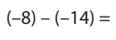 (–8) – (–14) =